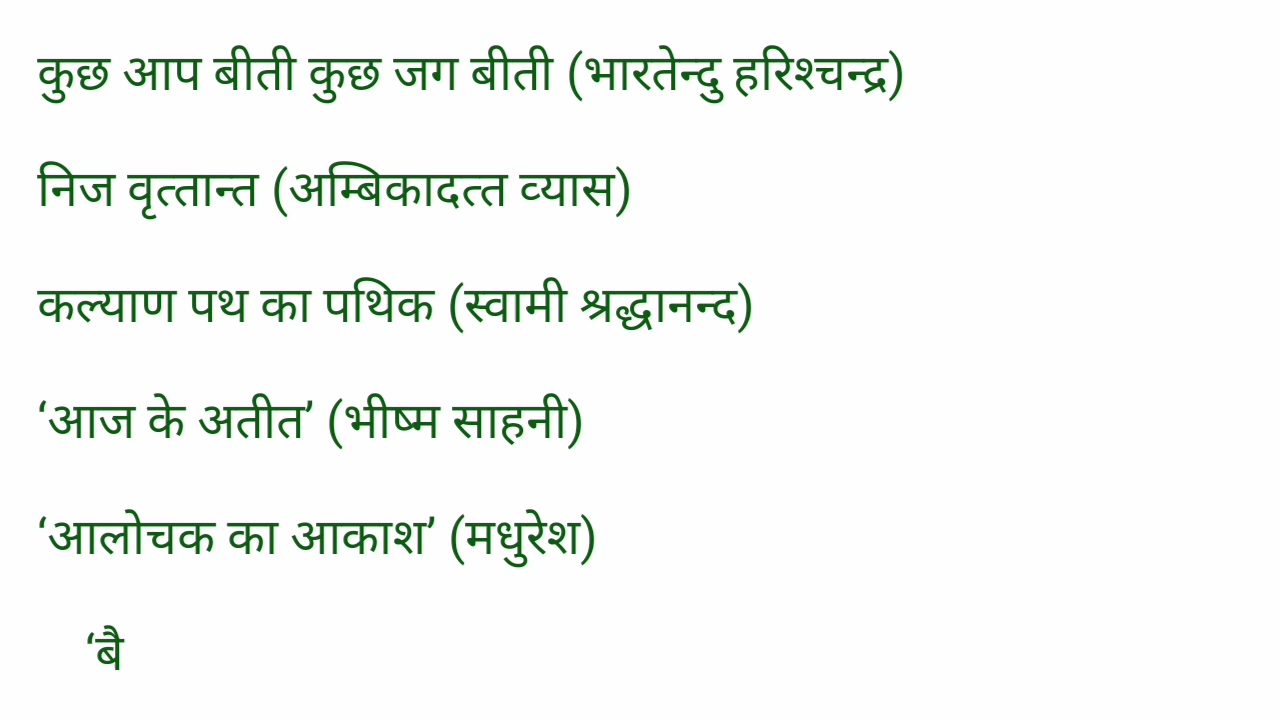 कुछ आप बीती कुछ जग बीती (भारतेन्दु हरिश्चन्द्र)
निज वृत्तान्त (अम्बिकादत्त व्यास)
कल्याण पथ का पथिक (स्वामी श्रद्धानन्द)
‘आज के अतीत’ (भीष्म साहनी)
‘आलोचक का आकाश’ (मधुरेश)
‘बै